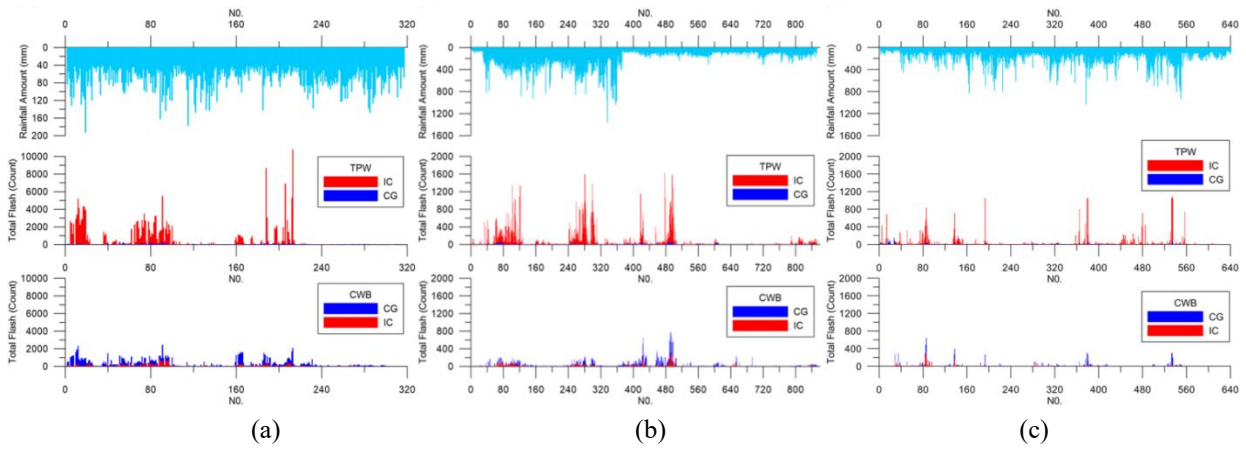 N0.
0 80 160 240 320
Rainfall Amount (mm)
0
40
80
120
160
200
Total Flash (Count)
10000
8000
6000
4000
2000
0
TPW
IC
CG
0 80 160 240 320
N0.
Total Flash (Count)
10000
8000
6000
4000
2000
0
CWB
CG
IC
0 80 160 240 320
N0.
(a)
N0.
0 80 160 240 320 400 480 560 640 720 800
Rainfall Amount (mm)
0
400
800
1200
1600
Total Flash (Count)
2000
1600
1200
800
400
0
TPW
IC
CG
0 80 160 240 320 400 480 560 640 720 800
N0.
Total Flash (Count)
2000
1600
1200
800
400
0
CWB
CG
IC
0 80 160 240 320 400 480 560 640 720 800
N0.
(b)
N0.
0 80 160 240 320 400 480 560 640
Rainfall Amount (mm)
0
400
800
1200
1600
Total Flash (Count)
2000
1600
1200
800
400
0
TPW
IC
CG
0 80 160 240 320 400 480 560 640
N0.
Total Flash (Count)
2000
1600
1200
800
400
0
CWB
CG
IC
0 80 160 240 320 400 480 560 640
N0.
(c)